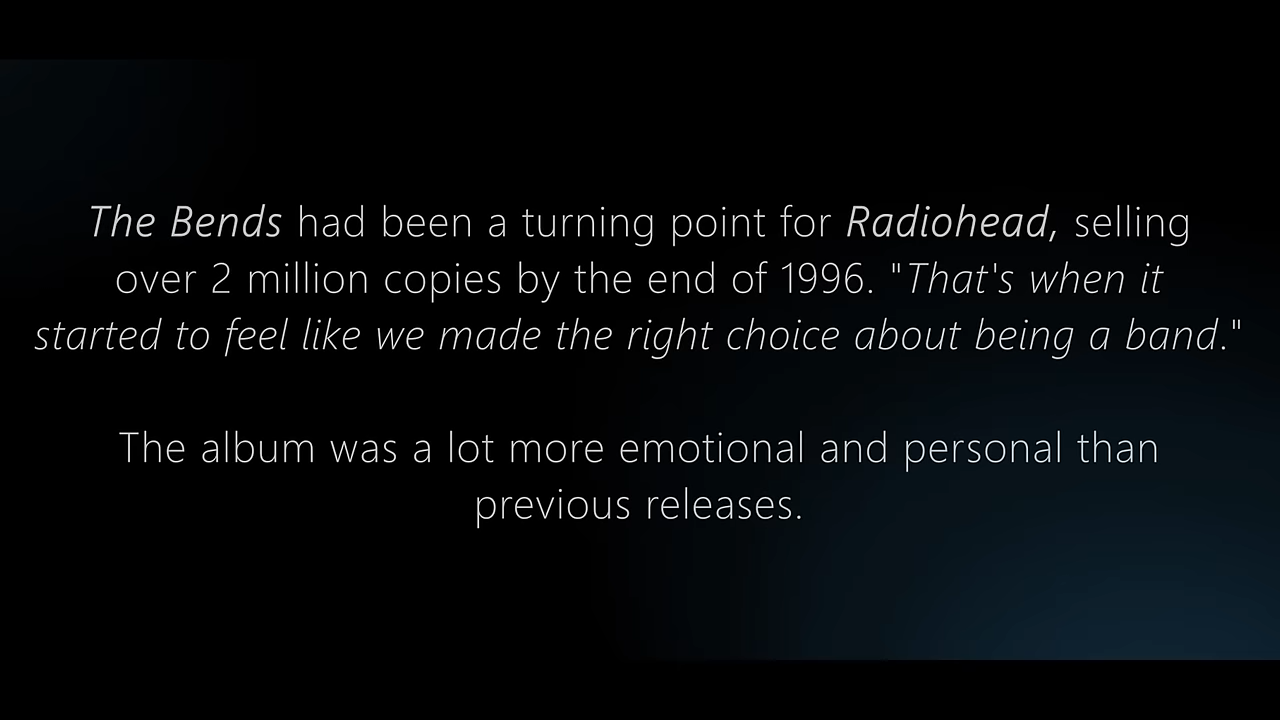 The Bends had been a turning point for Radiohead, selling
over 2 million copies by the end of 1996. "That's when it
started to feel like we made the right choice about being a band."
The album was a lot more emotional and personal than
previous releases.